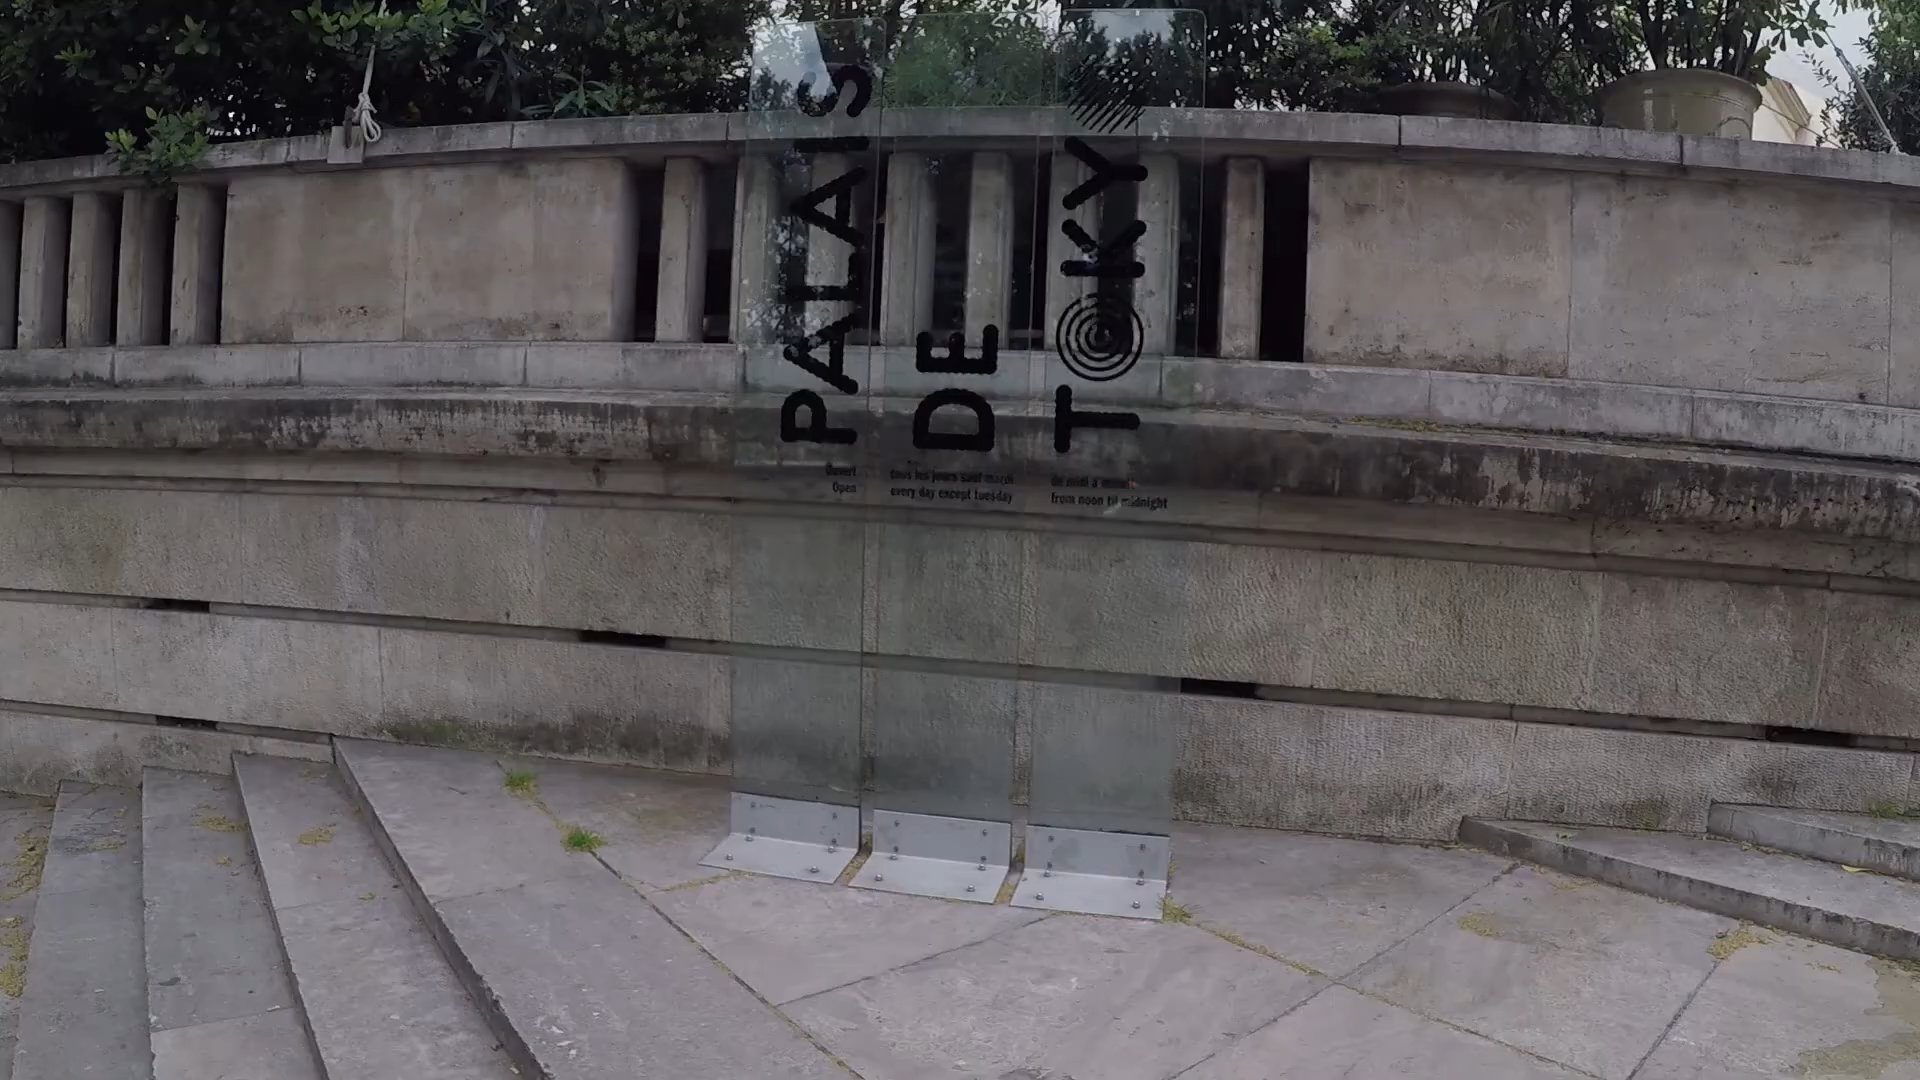 PALAIS
DE
TOKYO
Ouvert
Open
tous les jours sauf mardi
every day except tuesday
de midi à minuit
from noon til midnight